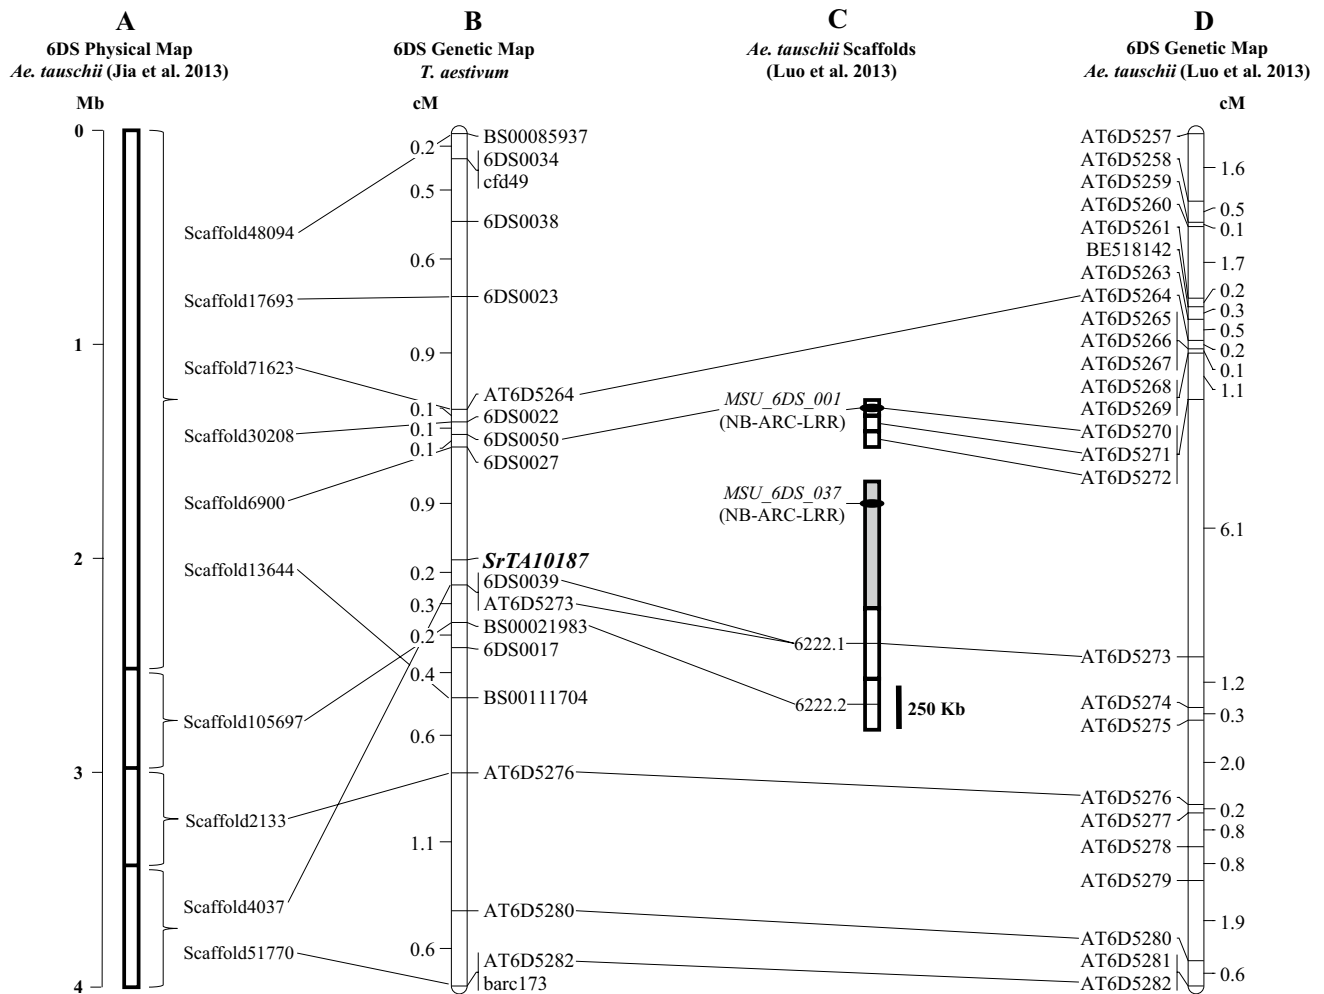 A
6DS Physical Map
Ae. tauschii (Jia et al. 2013)
Mb
0
1
2
3
4
Scaffold48094
Scaffold17693
Scaffold71623
Scaffold30208
Scaffold6900
Scaffold13644
Scaffold105697
Scaffold2133
Scaffold4037
Scaffold51770
B
6DS Genetic Map
T. aestivum
cM
0.2
0.5
0.6
0.9
0.1
0.1
0.1
0.9
0.2
0.3
0.2
0.4
0.6
1.1
0.6
BS00085937
6DS0034
cfd49
6DS0038
6DS0023
AT6D5264
6DS0022
6DS0050
6DS0027
SrTA10187
6DS0039
AT6D5273
BS00021983
6DS0017
BS00111704
AT6D5276
AT6D5280
AT6D5282
barc173
C
Ae. tauschii Scaffolds
(Luo et al. 2013)
MSU_6DS_001
(NB-ARC-LRR)
MSU_6DS_037
(NB-ARC-LRR)
6222.1
6222.2
250 Kb
D
6DS Genetic Map
Ae. tauschii (Luo et al. 2013)
cM
AT6D5257
AT6D5258
AT6D5259
AT6D5260
AT6D5261
BE518142
AT6D5263
AT6D5264
AT6D5265
AT6D5266
AT6D5267
AT6D5268
AT6D5269
AT6D5270
AT6D5271
AT6D5272
AT6D5273
AT6D5274
AT6D5275
AT6D5276
AT6D5277
AT6D5278
AT6D5279
AT6D5280
AT6D5281
AT6D5282
1.6
0.5
0.1
1.7
0.2
0.3
0.5
0.2
0.1
1.1
6.1
1.2
0.3
2.0
0.2
0.8
0.8
1.9
0.6